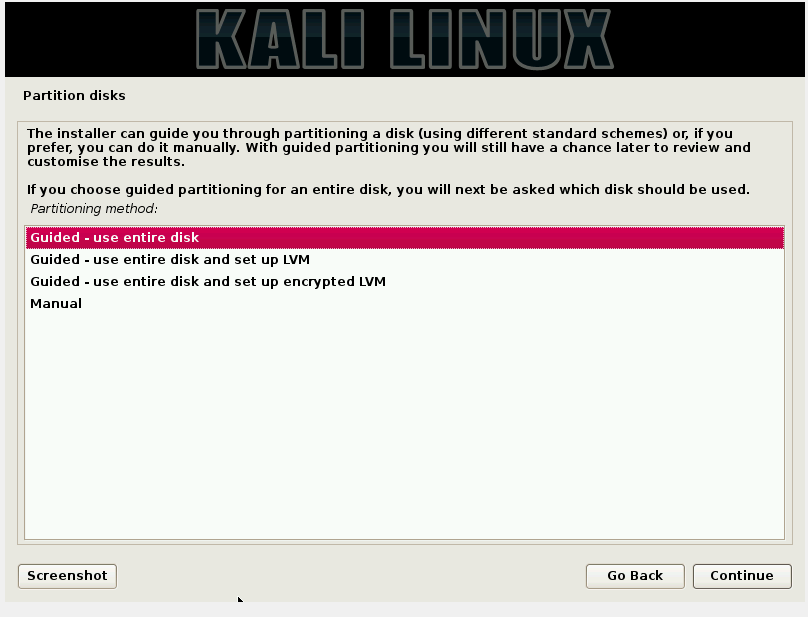 KALI LINUX
Partition disks
The installer can guide you through partitioning a disk (using different standard schemes) or, if you
prefer, you can do it manually. With guided partitioning you will still have a chance later to review and
customise the results.
If you choose guided partitioning for an entire disk, you will next be asked which disk should be used.
Partitioning method:
Guided - use entire disk
Guided - use entire disk and set up LVM
Guided - use entire disk and set up encrypted LVM
Manual
Screenshot
Go Back
Continue